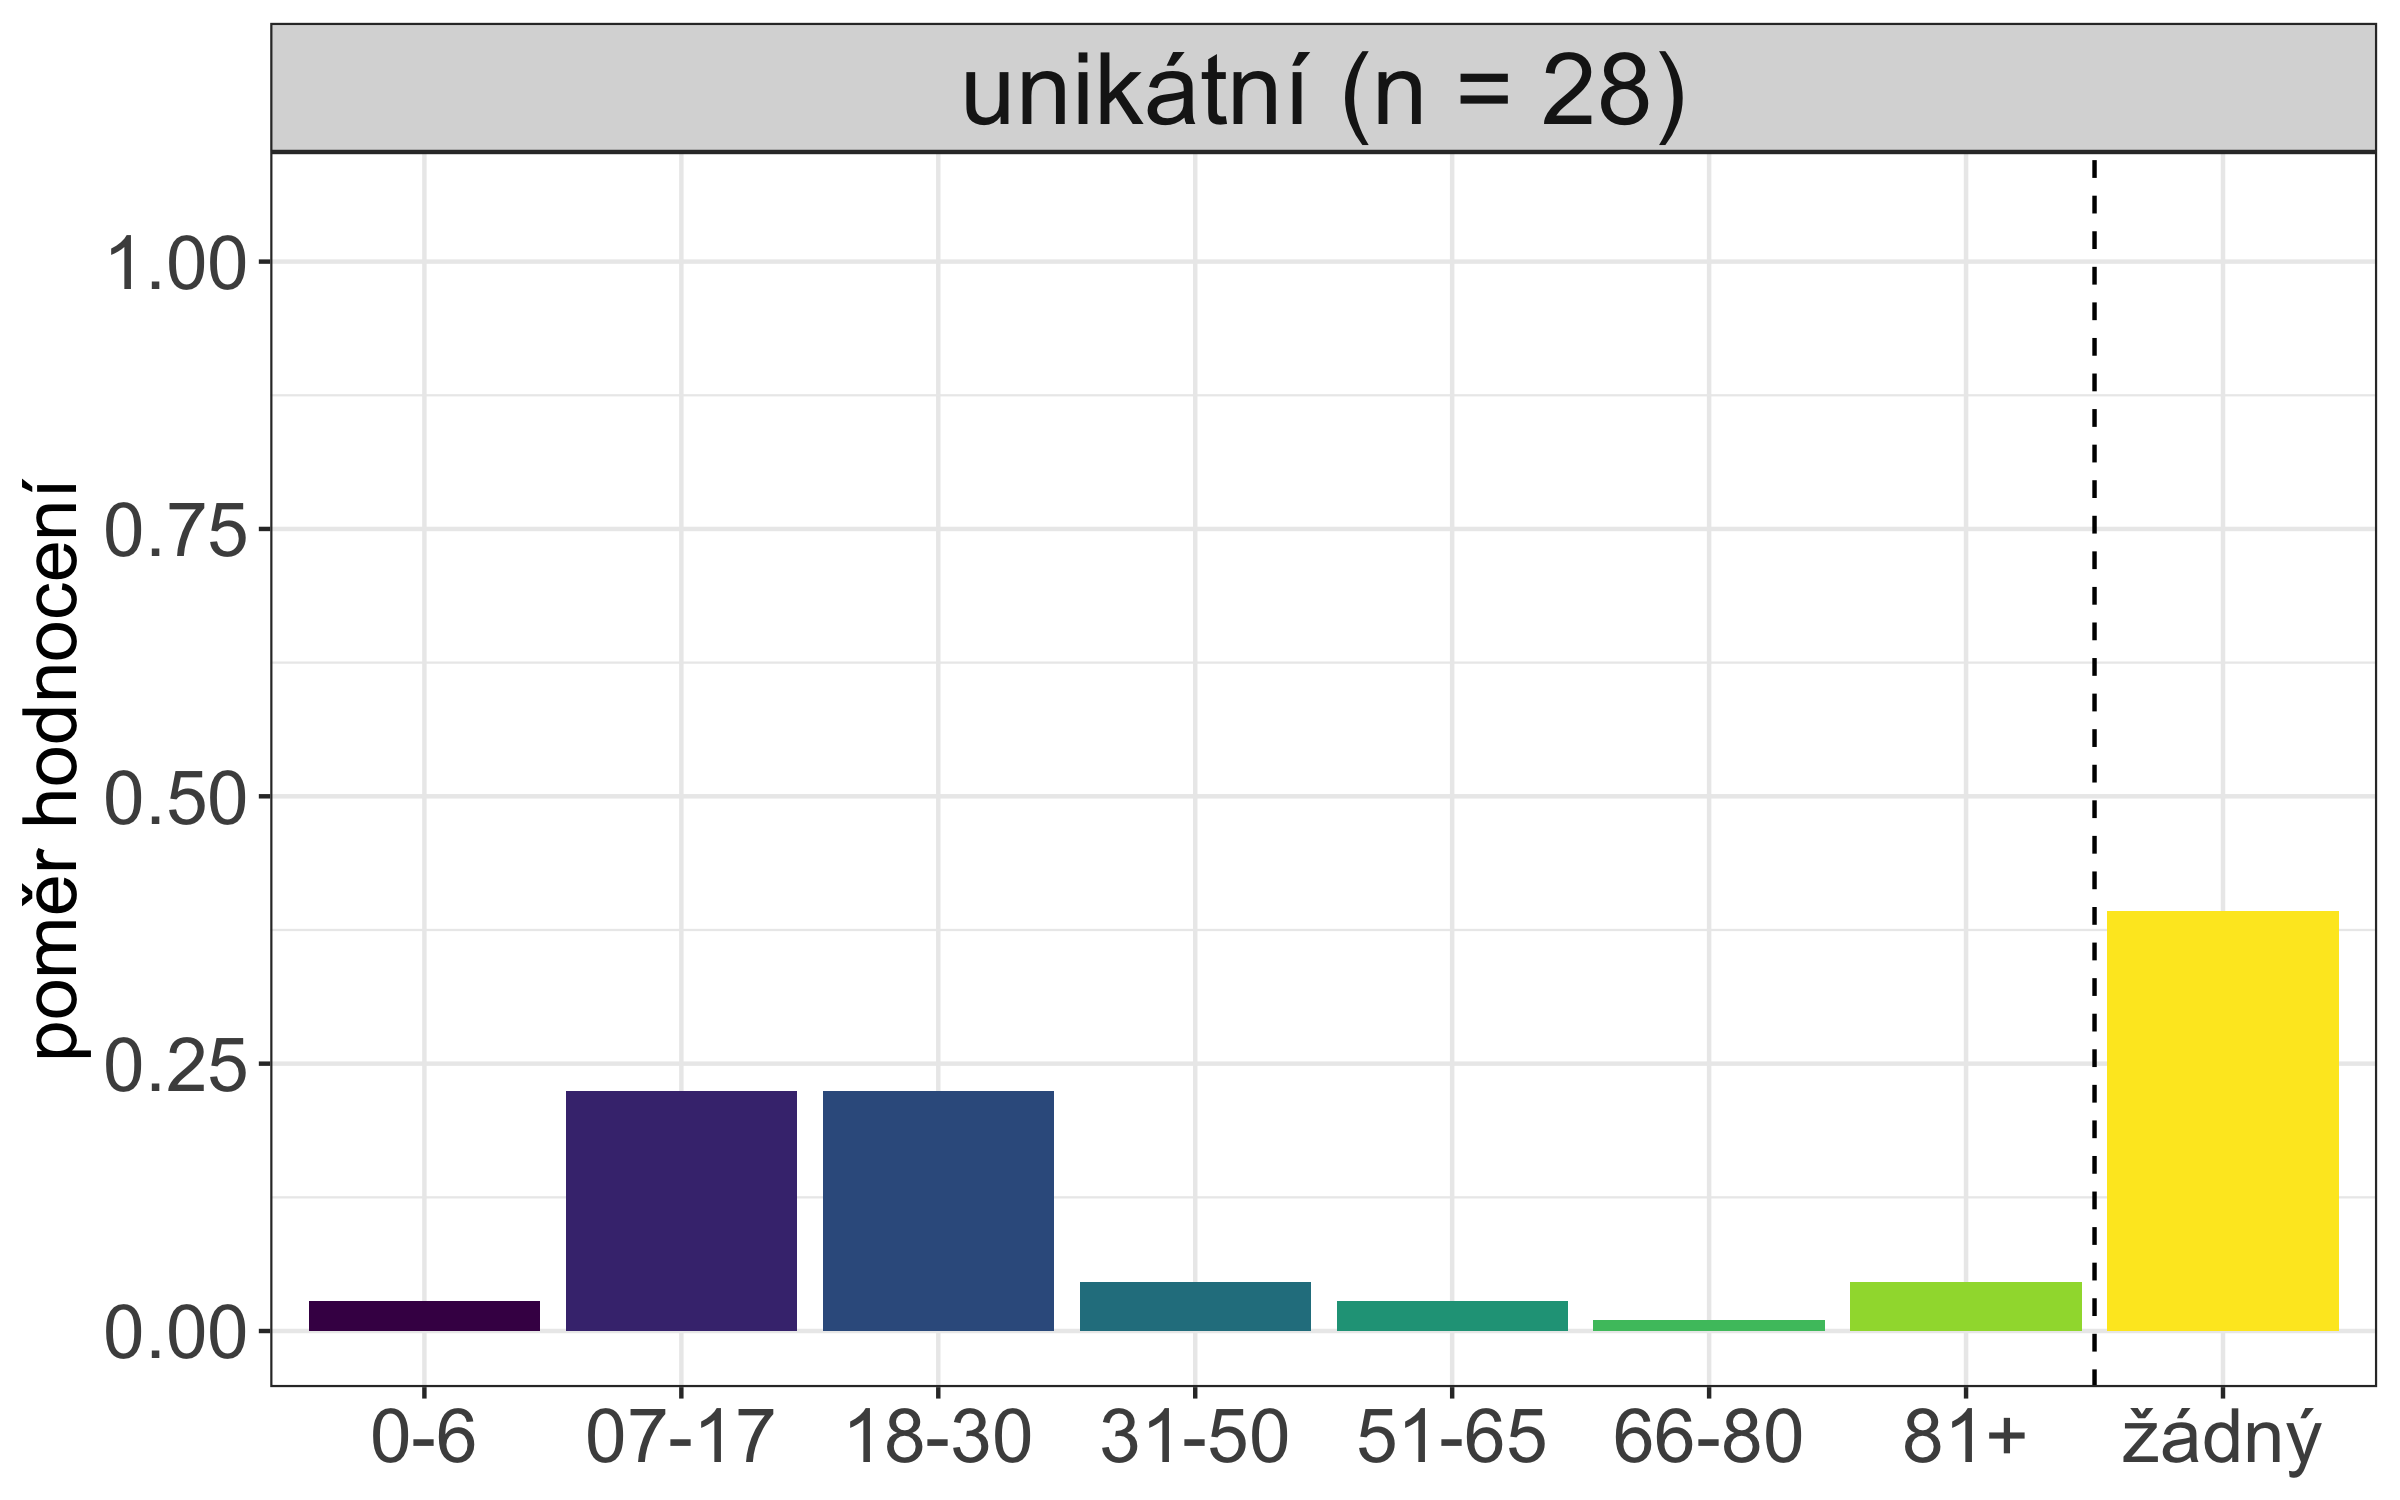 unikátní (n = 28)
poměr hodnocení
1.00
0.75
0.50
0.25
0.00
0-6 07-17 18-30 31-50 51-65 66-80 81+ žádný